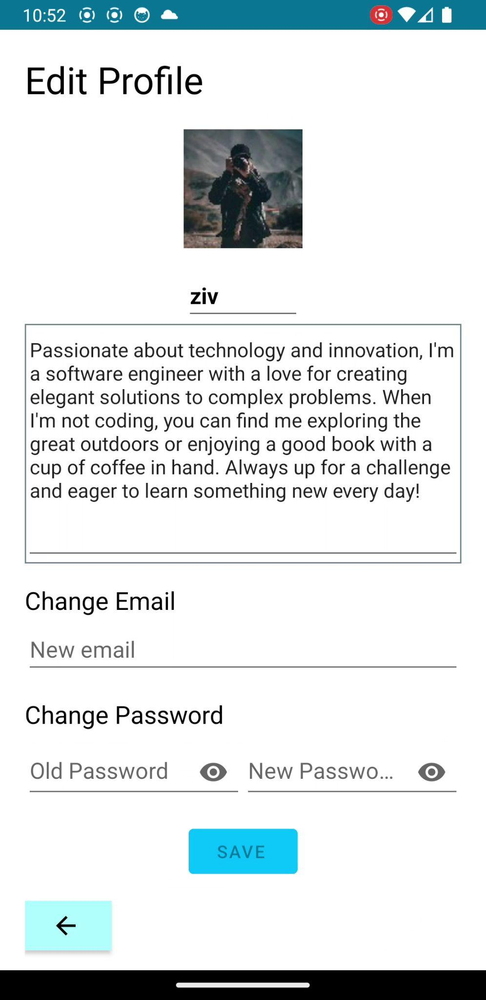 10:52
Edit Profile
ziv
Passionate about technology and innovation, I'm
a software engineer with a love for creating
elegant solutions to complex problems. When
I'm not coding, you can find me exploring the
great outdoors or enjoying a good book with a
cup of coffee in hand. Always up for a challenge
and eager to learn something new every day!
Change Email
New email
Change Password
Old Password New Passwo...
SAVE